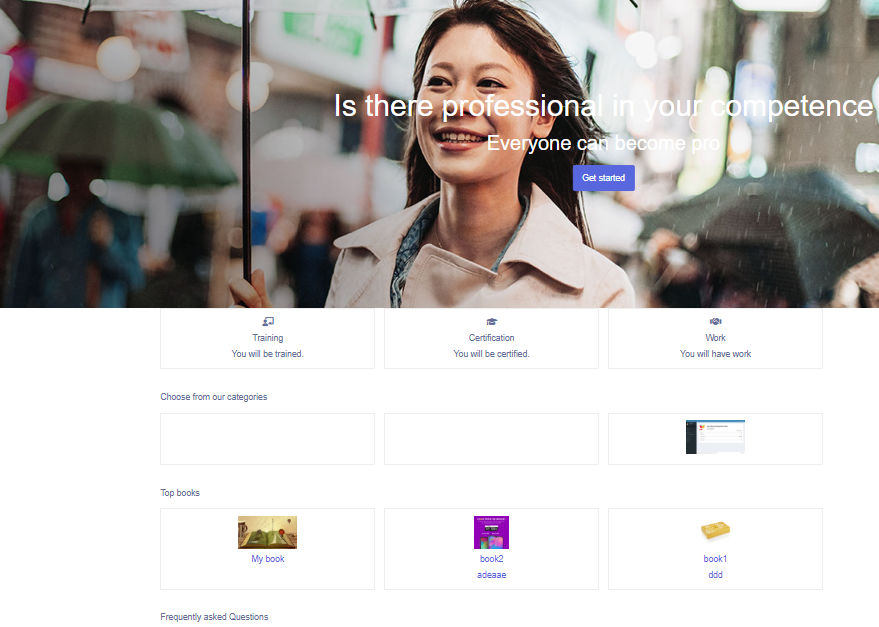 Is there professional in your competence
Everyone can become pro
Get started
Training
You will be trained.
Certification
You will be certified.
Work
You will have work
Choose from our categories
Top books
My book
book2
adeaae
book1
ddd
Frequently asked Questions